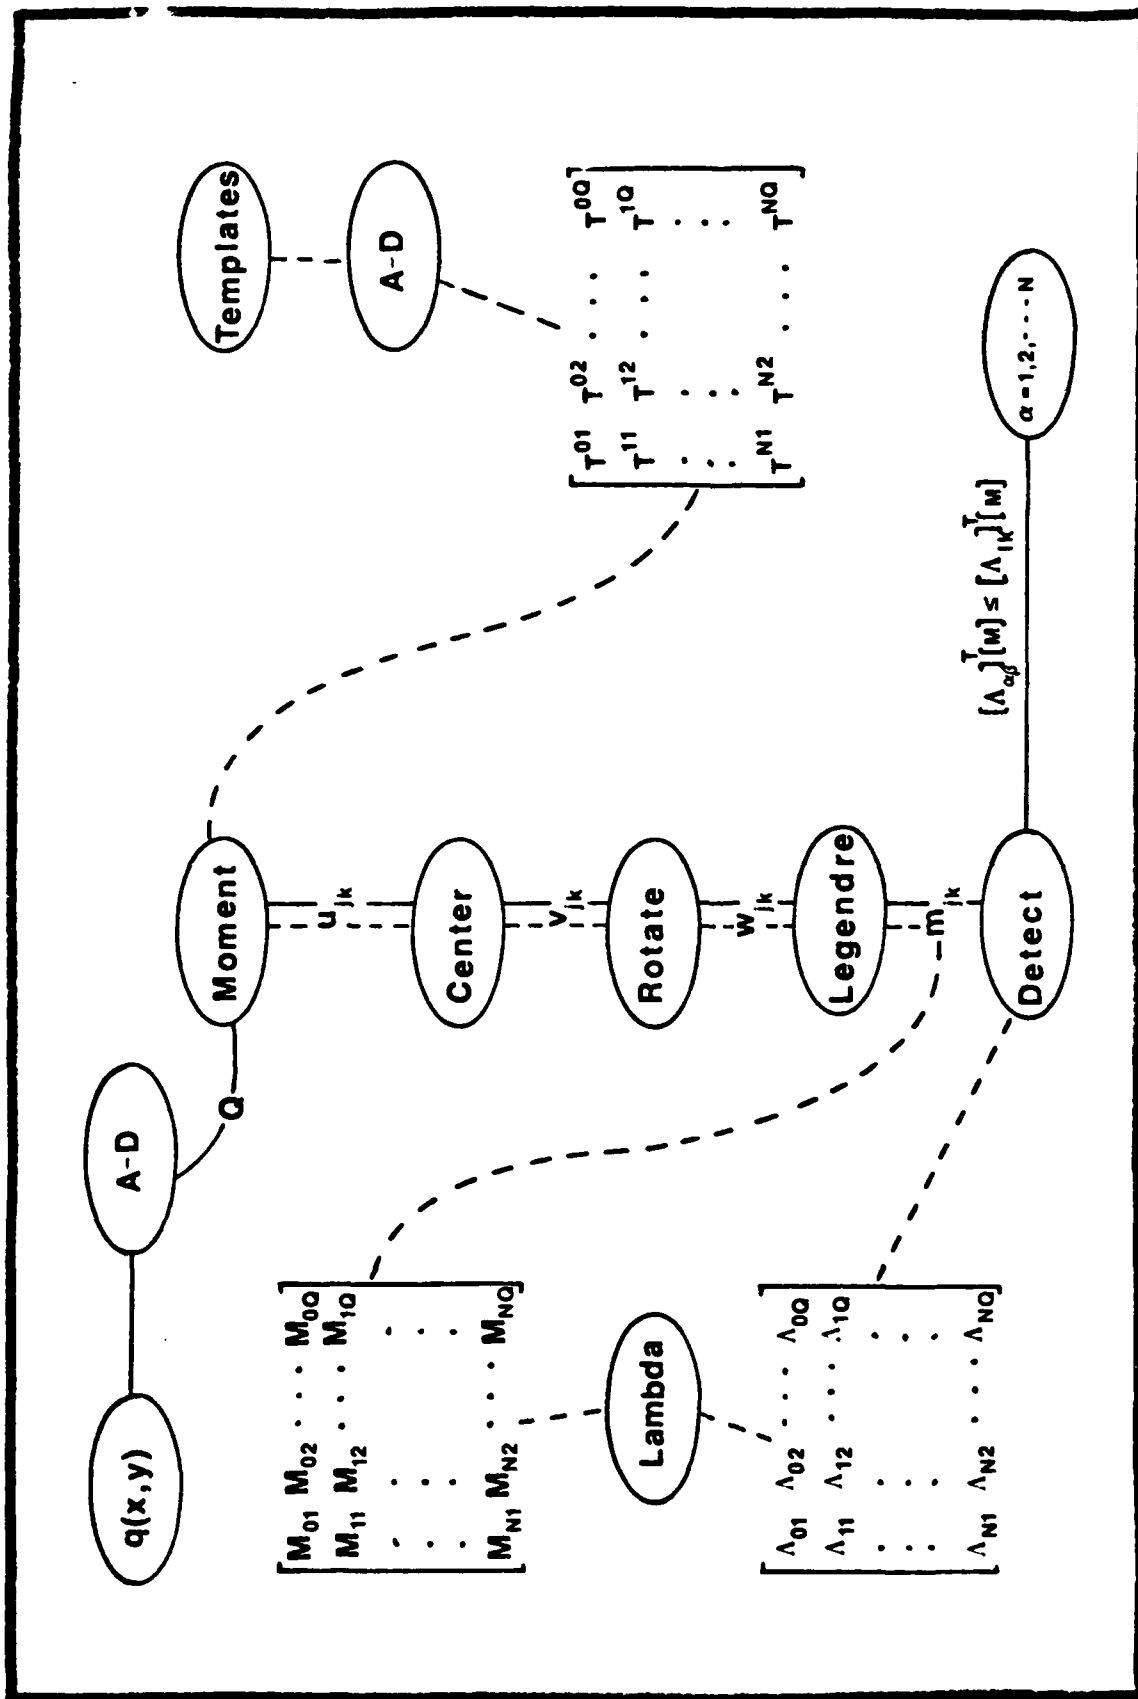 q(x,y)
A-D
Q
Templates
A-D
Moment
u_jk
Center
v_jk
Rotate
w_jk
Legendre
m_jk
Detect
T^01 T^02 . . . T^0Q
T^11 T^12 . . . T^1Q
. . .
. . .
T^N1 T^N2 . . . T^NQ
M_01 M_02 . . . M_0Q
M_11 M_12 . . . M_1Q
. . .
. . .
M_N1 M_N2 . . . M_NQ
Lambda
Λ_01 Λ_02 . . . Λ_0Q
Λ_11 Λ_12 . . . Λ_1Q
. . .
. . .
Λ_N1 Λ_N2 . . . Λ_NQ
[Λ_αβ]^T[M] ≤ [Λ_1K]^T[M]
α=1,2,---N